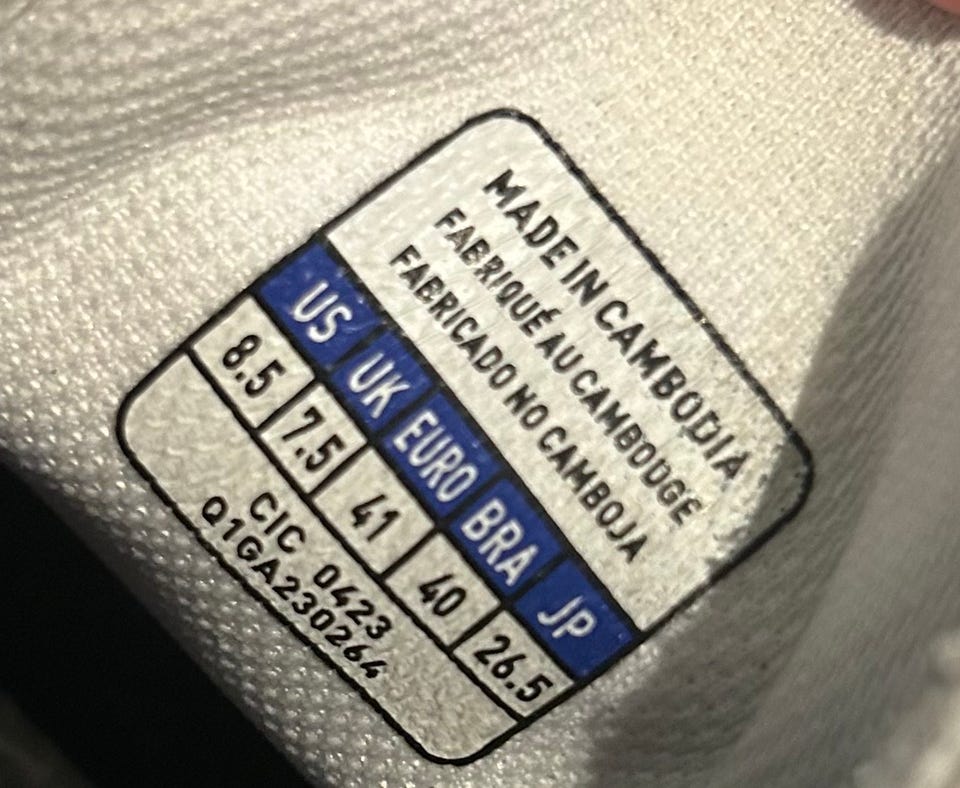 MADE IN CAMBODIA
FABRIQUÉ AU CAMBODGE
FABRICADO NO CAMBOJA
US UK EURO BRA JP
8.5 7.5 41 40 26.5
CIC 0423
Q1GA230264